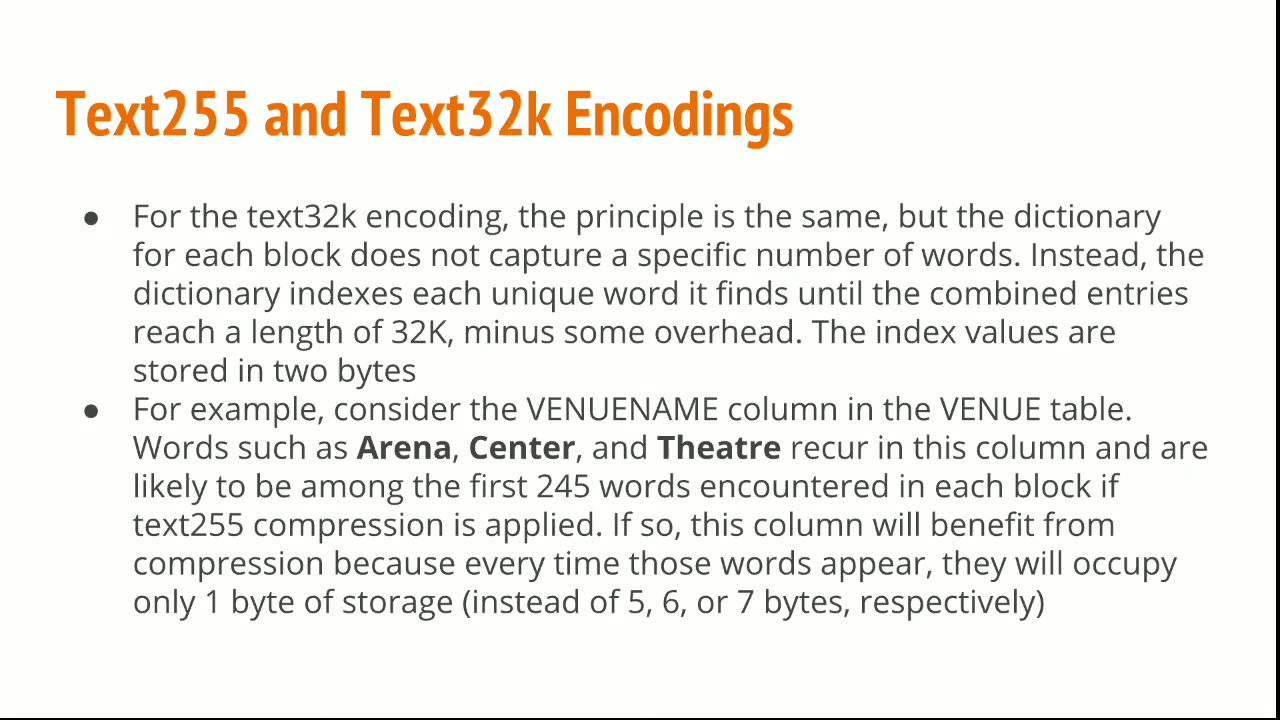 Text255 and Text32k Encodings
● For the text32k encoding, the principle is the same, but the dictionary
for each block does not capture a specific number of words. Instead, the
dictionary indexes each unique word it finds until the combined entries
reach a length of 32K, minus some overhead. The index values are
stored in two bytes
● For example, consider the VENUENAME column in the VENUE table.
Words such as Arena, Center, and Theatre recur in this column and are
likely to be among the first 245 words encountered in each block if
text255 compression is applied. If so, this column will benefit from
compression because every time those words appear, they will occupy
only 1 byte of storage (instead of 5, 6, or 7 bytes, respectively)